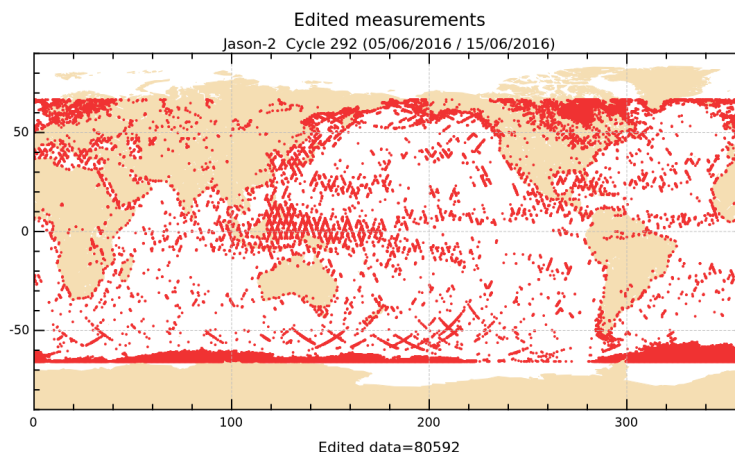 Edited measurements
Jason-2 Cycle 292 (05/06/2016 / 15/06/2016)
50
0
-50
0 100 200 300
Edited data=80592